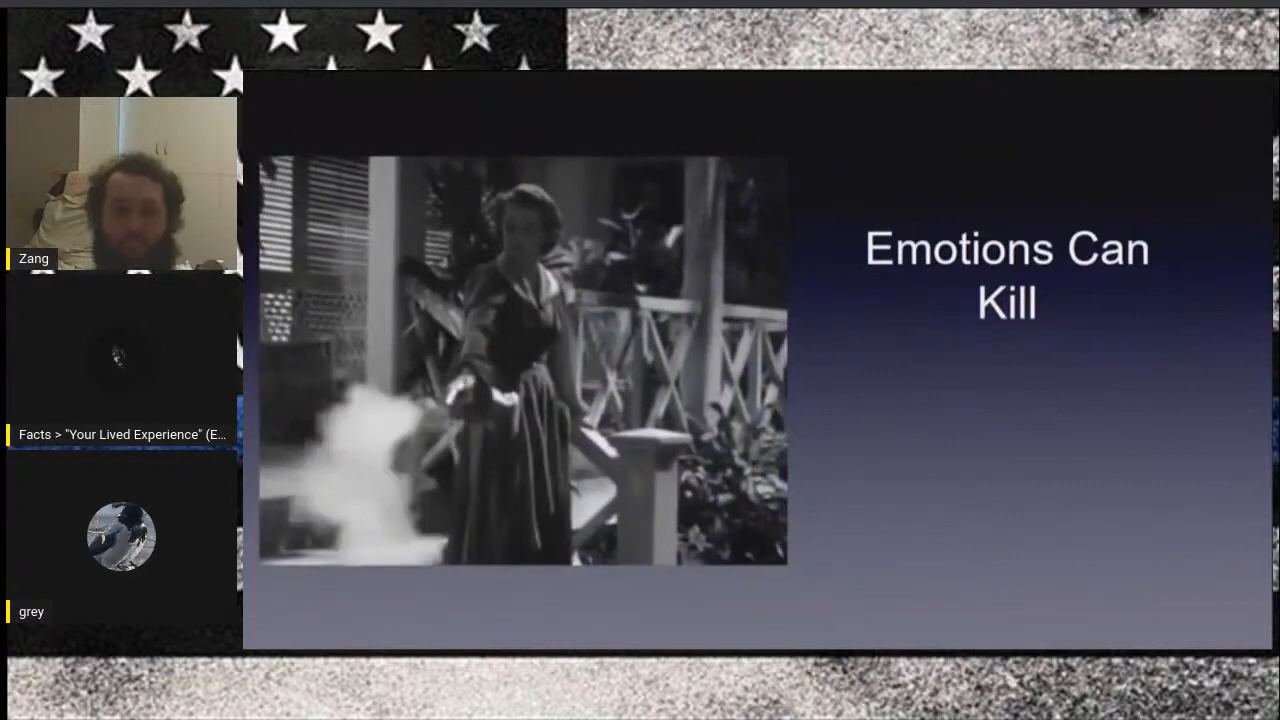 Emotions Can
Kill
Zang
Facts > "Your Lived Experience" (E...
grey